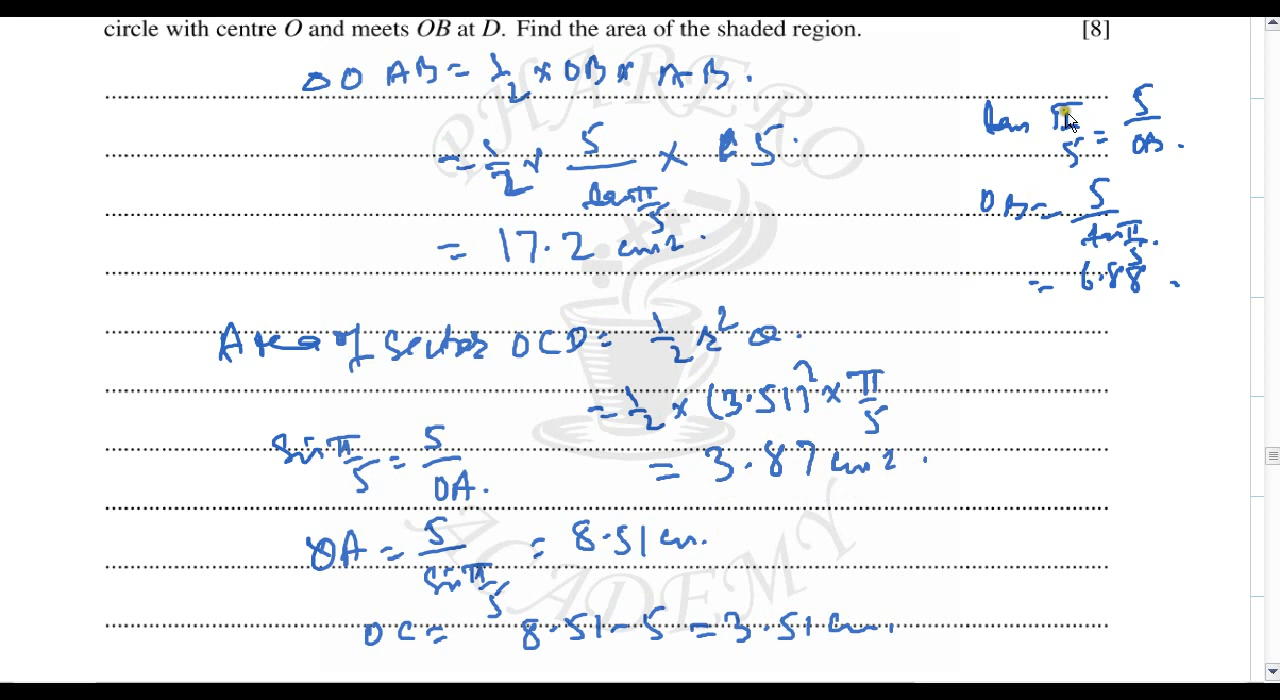 circle with centre O and meets OB at D. Find the area of the shaded region. [8]
△OAB = 1/2 × OB × AB.
= 1/2 × 5/tan π/5 × 5.
= 17.2 cm².
tan π/5 = 5/OB.
OB = 5/tan π/5.
= 6.88.
Area of sector OCD = 1/2 r² θ.
= 1/2 × (3.51)² × π/5
= 3.87 cm².
Sin π/5 = 5/OA.
OA = 5/sin π/5 = 8.51 cm.
OC = 8.51 - 5 = 3.51 cm.
PHARERO
ACADEMY